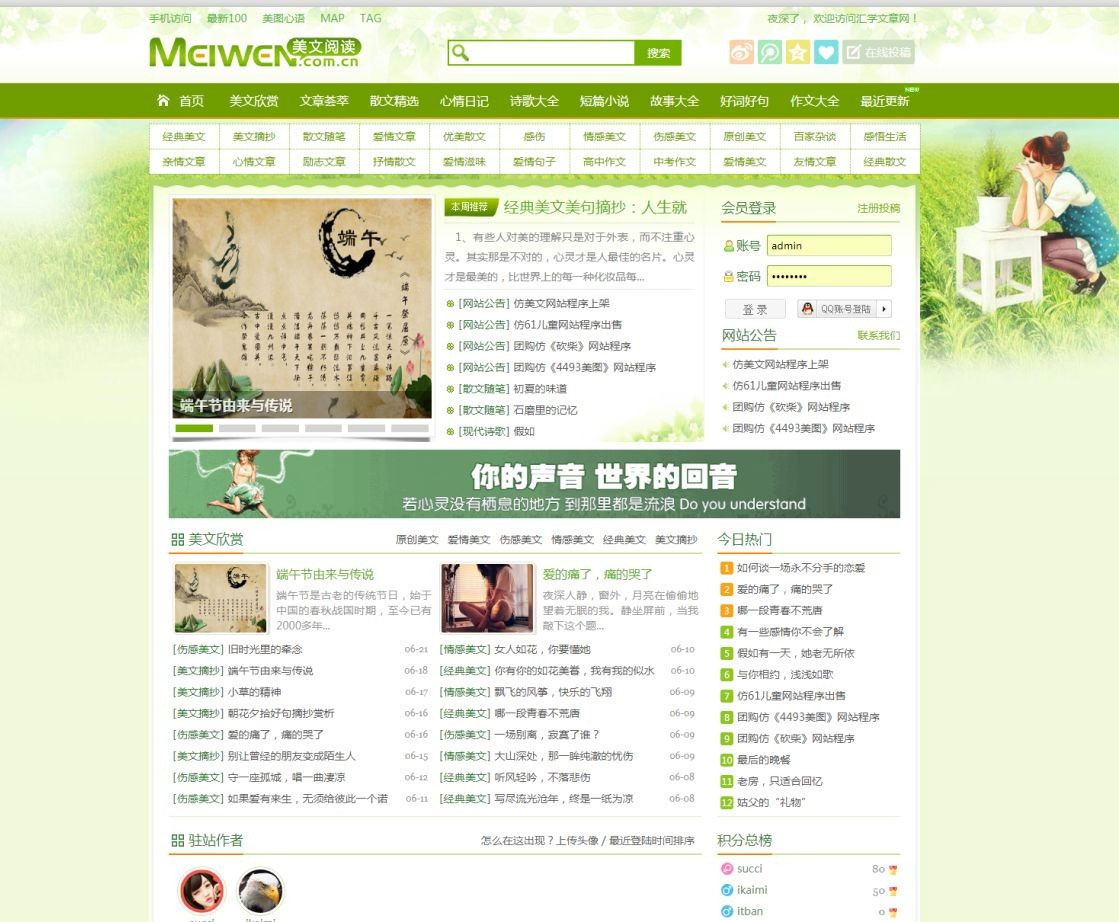 手机访问 最新100 美图心语 MAP TAG
夜深了， 欢迎访问汇学文章网！
MEIWEN 美文阅读 .com.cn
搜索
在线投稿
首页 美文欣赏 文章荟萃 散文精选 心情日记 诗歌大全 短篇小说 故事大全 好词好句 作文大全 最近更新 NEW
经典美文 美文摘抄 散文随笔 爱情文章 优美散文 感伤 情感美文 伤感美文 原创美文 百家杂谈 感悟生活
亲情文章 心情文章 励志文章 抒情散文 爱情滋味 爱情句子 高中作文 中考作文 爱情美文 友情文章 经典散文
端午
端午节由来与传说
本周推荐 经典美文美句摘抄：人生就
1、有些人对美的理解只是对于外表，而不注重心
灵。其实那是不对的，心灵才是人最佳的名片。心灵
才是最美的，比世界上的每一种化妆品每...
[网站公告] 仿美文网站程序上架
[网站公告] 仿61儿童网站程序出售
[网站公告] 团购仿《砍柴》网站程序
[网站公告] 团购仿《4493美图》网站程序
[散文随笔] 初夏的味道
[散文随笔] 石磨里的记忆
[现代诗歌] 假如
会员登录 注册投稿
账号 admin
密码 ••••••••
登 录 QQ账号登陆
网站公告 联系我们
仿美文网站程序上架
仿61儿童网站程序出售
团购仿《砍柴》网站程序
团购仿《4493美图》网站程序
你的声音 世界的回音
若心灵没有栖息的地方 到那里都是流浪 Do you understand
美文欣赏 原创美文 爱情美文 伤感美文 情感美文 经典美文 美文摘抄
端午节由来与传说
端午节是古老的传统节日，始于
中国的春秋战国时期，至今已有
2000多年...
爱的痛了，痛的哭了
夜深人静，窗外，月亮在偷偷地
望着无眠的我。静坐屏前，当我
敲下这个题...
[伤感美文] 旧时光里的牵念 06-21
[美文摘抄] 端午节由来与传说 06-18
[美文摘抄] 小草的精神 06-17
[美文摘抄] 朝花夕拾好句摘抄赏析 06-16
[伤感美文] 爱的痛了，痛的哭了 06-16
[美文摘抄] 别让曾经的朋友变成陌生人 06-15
[伤感美文] 守一座孤城，唱一曲凄凉 06-12
[伤感美文] 如果爱有来生，无须给彼此一个诺 06-11
[情感美文] 女人如花，你要懂她 06-10
[经典美文] 你有你的如花美眷，我有我的似水 06-10
[情感美文] 飘飞的风筝，快乐的飞翔 06-09
[经典美文] 哪一段青春不荒唐 06-09
[伤感美文] 一场别离，寂寞了谁？ 06-09
[情感美文] 大山深处，那一眸纯澈的忧伤 06-09
[经典美文] 听风轻吟，不落悲伤 06-08
[经典美文] 写尽流光沧年，终是一纸为凉 06-08
今日热门
1 如何谈一场永不分手的恋爱
2 爱的痛了，痛的哭了
3 哪一段青春不荒唐
4 有一些感情你不会了解
5 假如有一天，她老无所依
6 与你相约，浅浅如歌
7 仿61儿童网站程序出售
8 团购仿《4493美图》网站程序
9 团购仿《砍柴》网站程序
10 最后的晚餐
11 老房，只适合回忆
12 姑父的“礼物”
驻站作者 怎么在这出现？上传头像 / 最近登陆时间排序
积分总榜
succi 80
ikaimi 50
itban 0